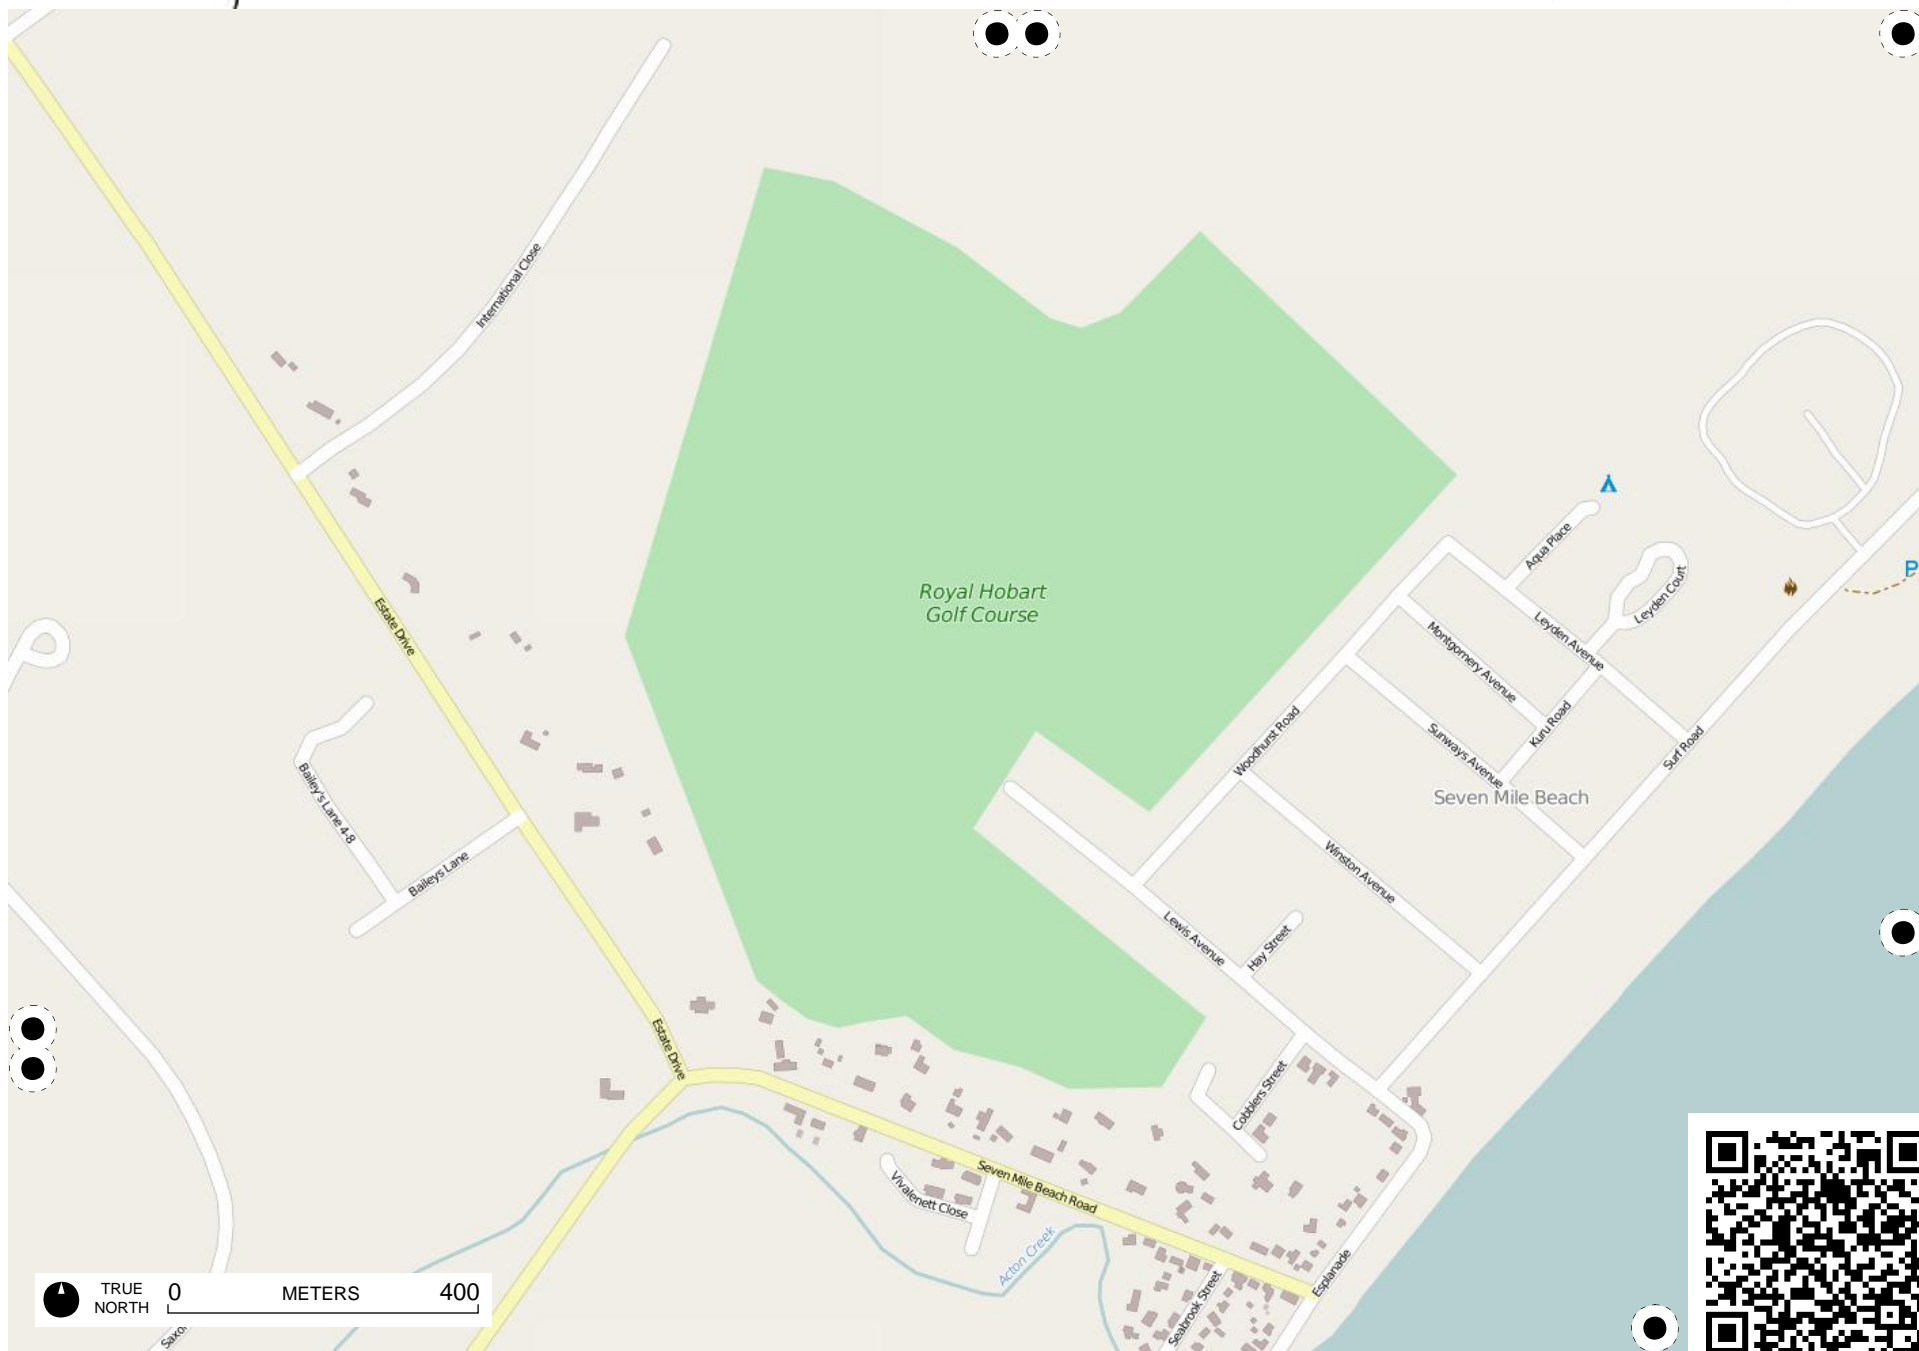 International Close
Estate Drive
Royal Hobart
Golf Course
Aqua Place
Leyden Court
P
Leyden Avenue
Montgomery Avenue
Kuru Road
Sunways Avenue
Woodhurst Road
Surf Road
Seven Mile Beach
Bailey's Lane 4-8
Baileys Lane
Winston Avenue
Lewis Avenue
Hay Street
Estate Drive
Cobblers Street
Vivalenett Close
Seven Mile Beach Road
Acton Creek
Esplanade
Seabrook Street
TRUE
NORTH
0 METERS 400